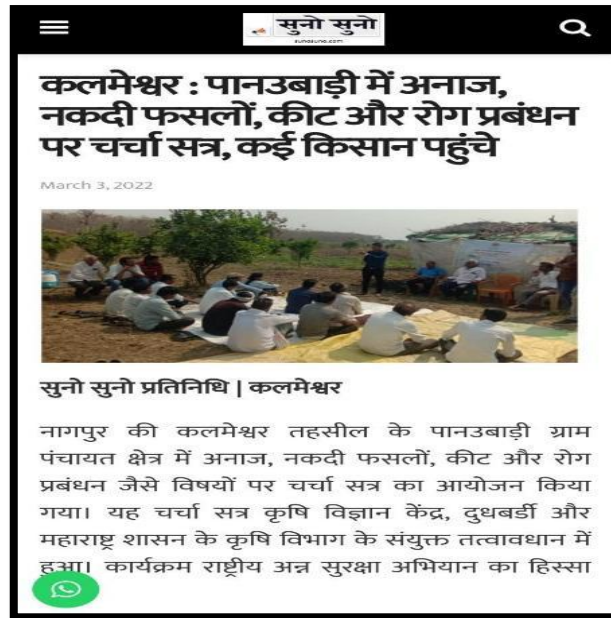 सुनो सुनो
sunosuno.com
कलमेश्वर : पानउबाड़ी में अनाज,
नकदी फसलों, कीट और रोग प्रबंधन
पर चर्चा सत्र, कई किसान पहुंचे
March 3, 2022
सुनो सुनो प्रतिनिधि | कलमेश्वर
नागपुर की कलमेश्वर तहसील के पानउबाड़ी ग्राम
पंचायत क्षेत्र में अनाज, नकदी फसलों, कीट और रोग
प्रबंधन जैसे विषयों पर चर्चा सत्र का आयोजन किया
गया। यह चर्चा सत्र कृषि विज्ञान केंद्र, दुधबर्डी और
महाराष्ट्र शासन के कृषि विभाग के संयुक्त तत्वावधान में
हुआ। कार्यक्रम राष्ट्रीय अन्न सुरक्षा अभियान का हिस्सा